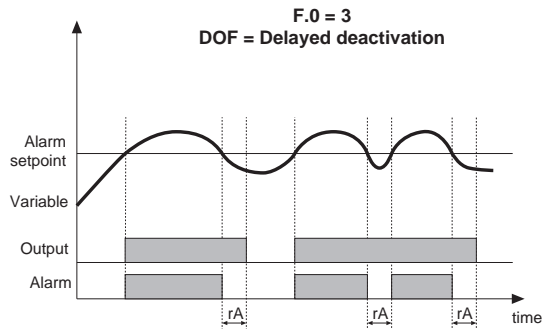 F.0 = 3
DOF = Delayed deactivation
Alarm
setpoint
Variable
Output
Alarm
rA
rA
rA
time